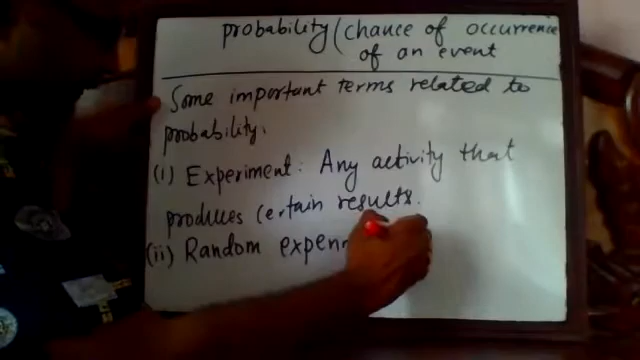 probability (chance of occurrence
of an event
Some important terms related to
probability.
(i) Experiment: Any activity that
produces certain results.
(ii) Random